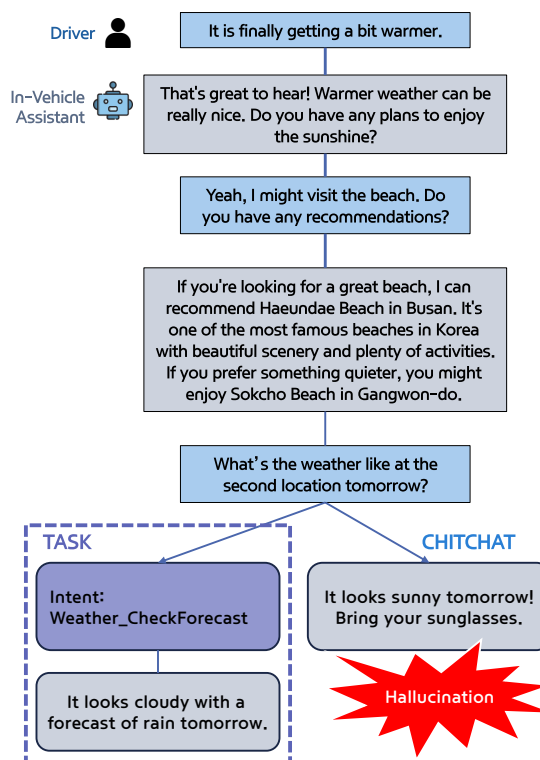 Driver
It is finally getting a bit warmer.
In-Vehicle
Assistant
That's great to hear! Warmer weather can be
really nice. Do you have any plans to enjoy
the sunshine?
Yeah, I might visit the beach. Do
you have any recommendations?
If you're looking for a great beach, I can
recommend Haeundae Beach in Busan. It's
one of the most famous beaches in Korea
with beautiful scenery and plenty of activities.
If you prefer something quieter, you might
enjoy Sokcho Beach in Gangwon-do.
What's the weather like at the
second location tomorrow?
TASK
Intent:
Weather_CheckForecast
It looks cloudy with a
forecast of rain tomorrow.
CHITCHAT
It looks sunny tomorrow!
Bring your sunglasses.
Hallucination